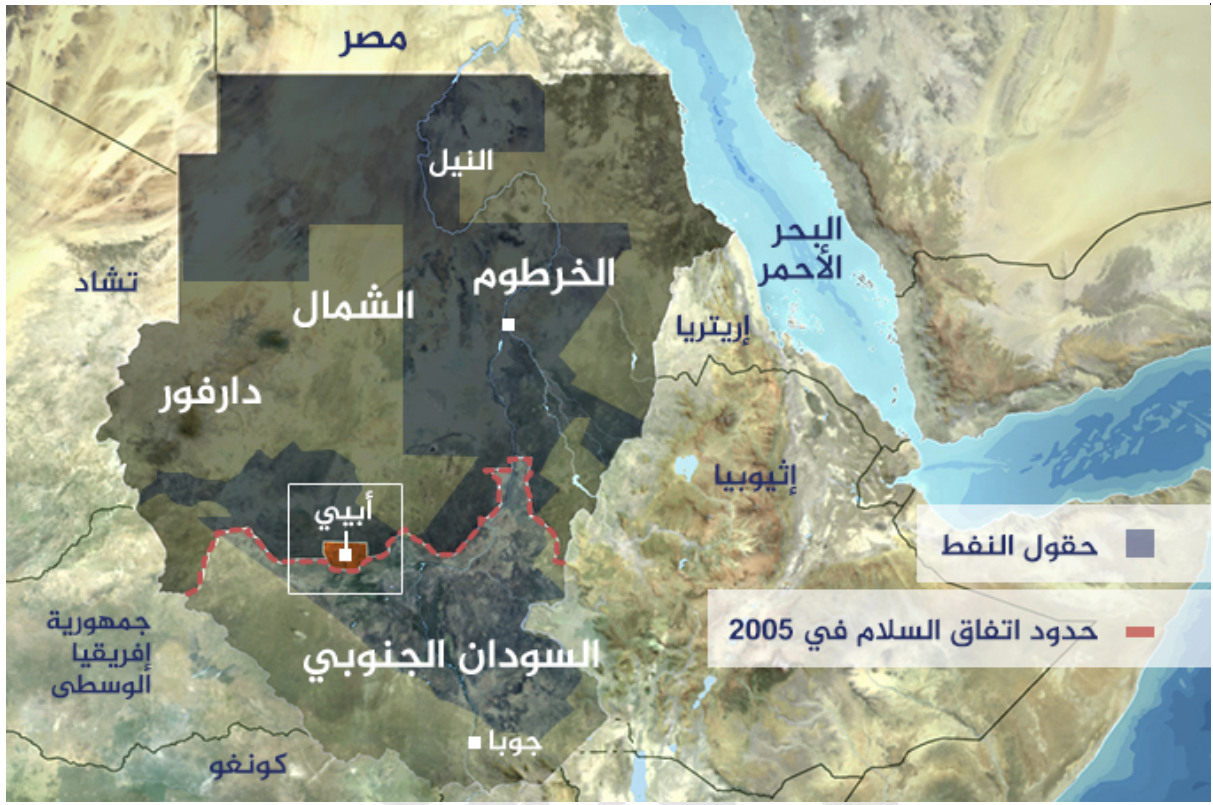 مصر
النيل
البحر
الأحمر
الخرطوم
تشاد
الشمال
إريتريا
دارفور
إثيوبيا
أبيي
حقول النفط
حدود اتفاق السلام في 2005
جمهورية
إفريقيا
الوسطى
السودان الجنوبي
جوبا
كونغو